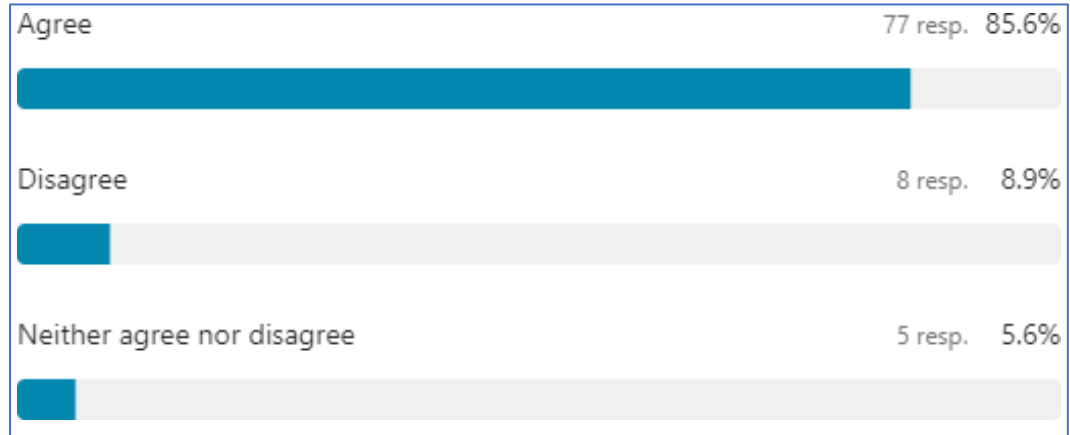 Agree 77 resp. 85.6%
Disagree 8 resp. 8.9%
Neither agree nor disagree 5 resp. 5.6%